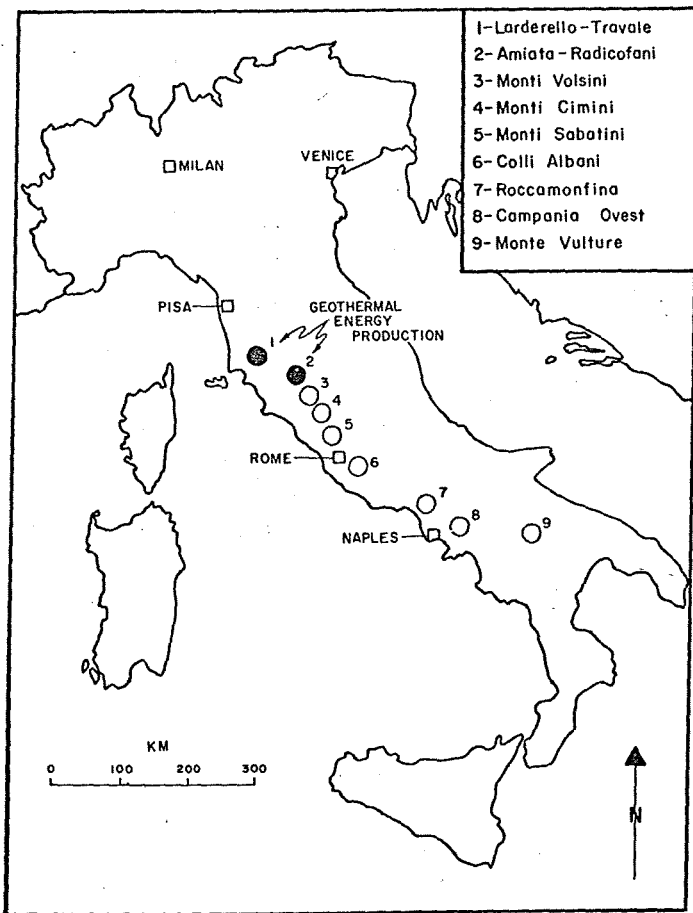 1-Larderello-Travale
2-Amiata-Radicofani
3-Monti Volsini
4-Monti Cimini
5-Monti Sabatini
6-Colli Albani
7-Roccamonfina
8-Campania Ovest
9-Monte Vulture
MILAN
VENICE
PISA
GEOTHERMAL
ENERGY
PRODUCTION
1
2
3
4
5
ROME
6
7
8
9
NAPLES
KM
0 100 200 300
N